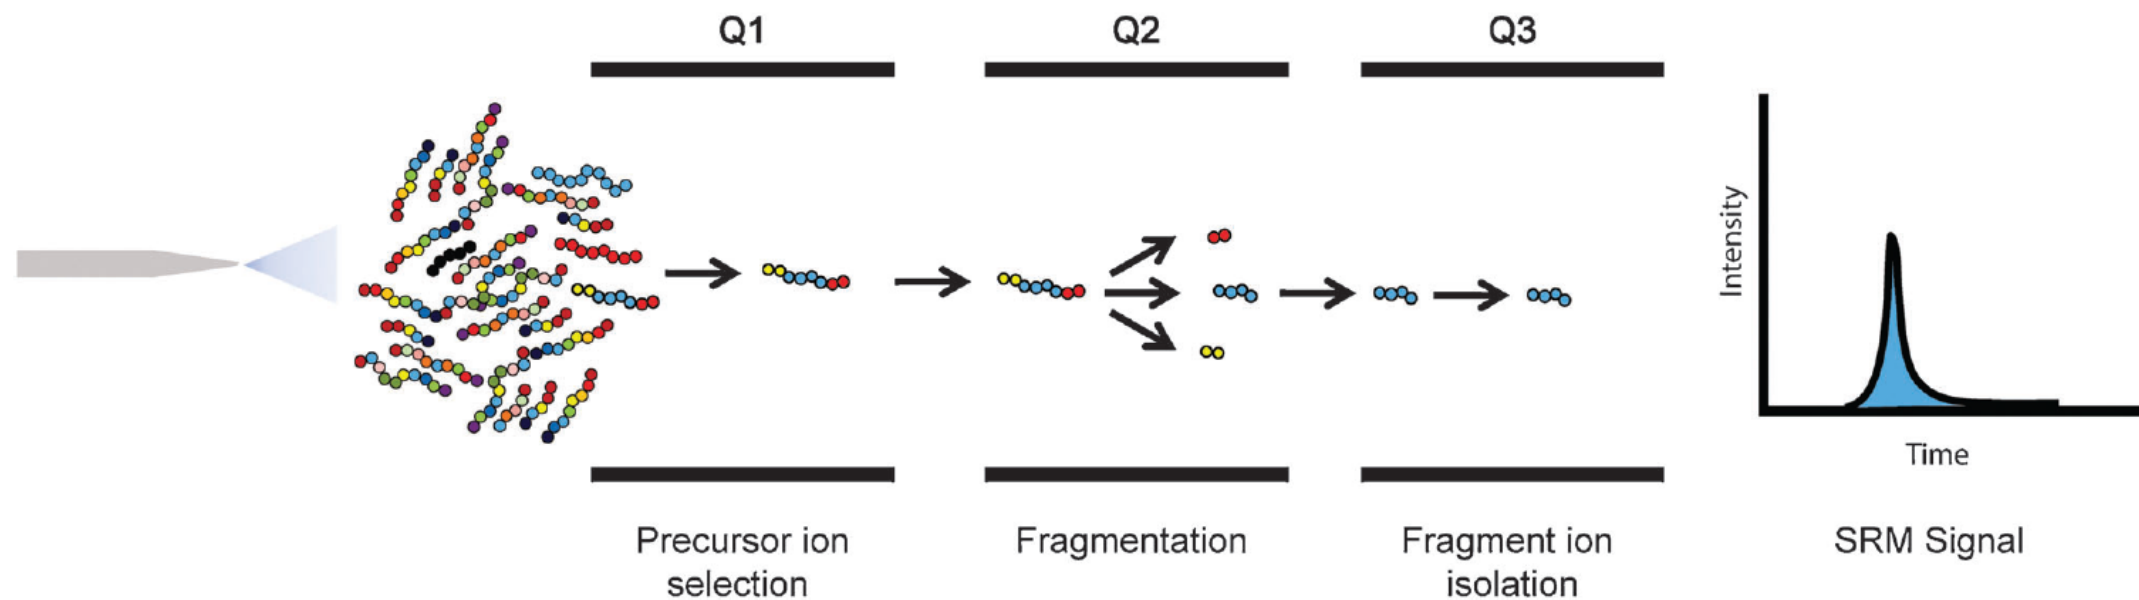 Q1
Q2
Q3
Intensity
Time
Precursor ion
selection
Fragmentation
Fragment ion
isolation
SRM Signal